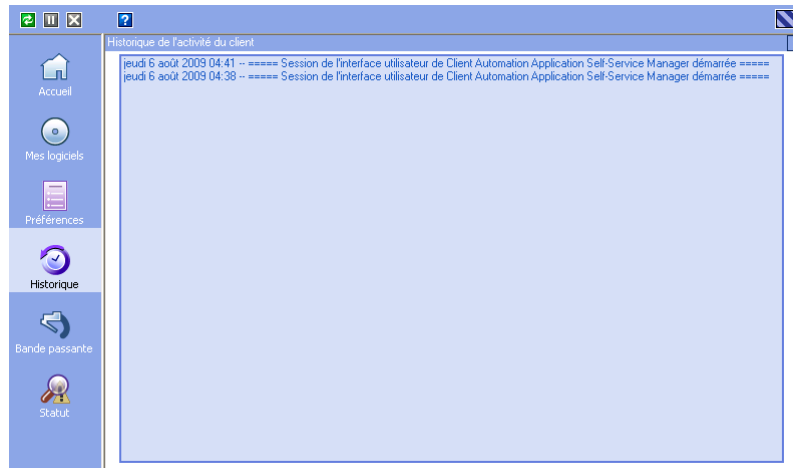 ?
Historique de l'activité du client
jeudi 6 août 2009 04:41 -- ===== Session de l'interface utilisateur de Client Automation Application Self-Service Manager démarrée =====
jeudi 6 août 2009 04:38 -- ===== Session de l'interface utilisateur de Client Automation Application Self-Service Manager démarrée =====
Accueil
Mes logiciels
Préférences
Historique
Bande passante
Statut